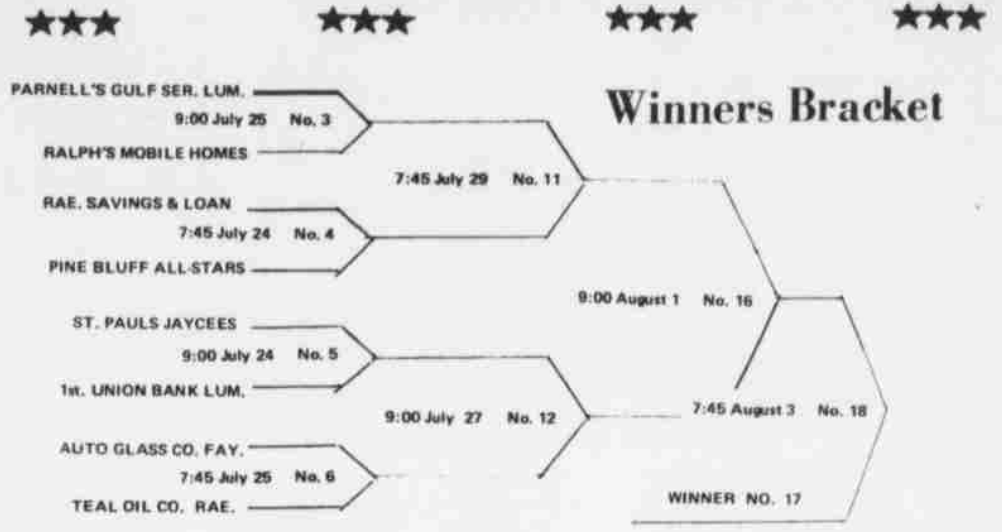 Winners Bracket
PARNELL'S GULF SER. LUM.
9:00 July 25 No. 3
RALPH'S MOBILE HOMES
7:45 July 29 No. 11
RAE. SAVINGS & LOAN
7:45 July 24 No. 4
PINE BLUFF ALL-STARS
9:00 August 1 No. 16
ST. PAULS JAYCEES
9:00 July 24 No. 5
1st. UNION BANK LUM.
7:45 August 3 No. 18
9:00 July 27 No. 12
AUTO GLASS CO. FAY.
7:45 July 25 No. 6
WINNER NO. 17
TEAL OIL CO. RAE.